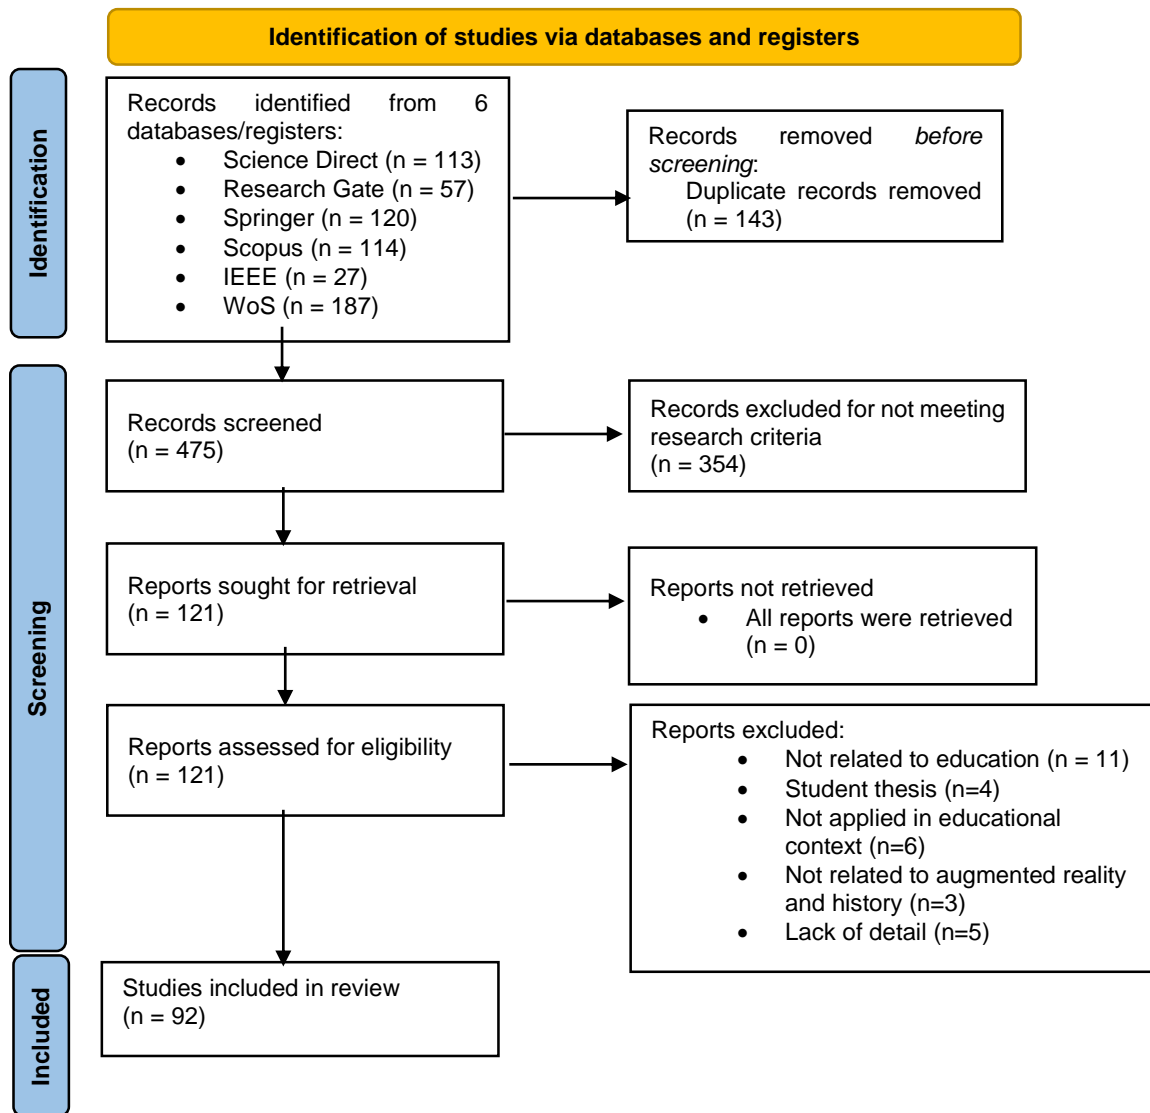 Identification of studies via databases and registers
Identification
Records identified from 6
databases/registers:
• Science Direct (n = 113)
• Research Gate (n = 57)
• Springer (n = 120)
• Scopus (n = 114)
• IEEE (n = 27)
• WoS (n = 187)
Records removed before
screening:
Duplicate records removed
(n = 143)
Screening
Records screened
(n = 475)
Records excluded for not meeting
research criteria
(n = 354)
Reports sought for retrieval
(n = 121)
Reports not retrieved
• All reports were retrieved
(n = 0)
Reports assessed for eligibility
(n = 121)
Reports excluded:
• Not related to education (n = 11)
• Student thesis (n=4)
• Not applied in educational
context (n=6)
• Not related to augmented reality
and history (n=3)
• Lack of detail (n=5)
Included
Studies included in review
(n = 92)